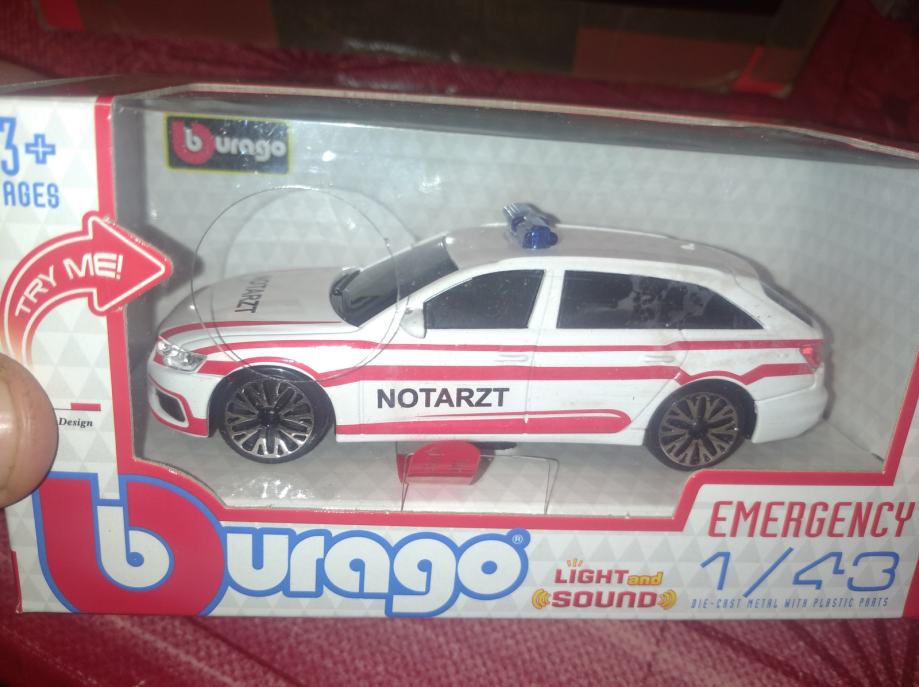 3+
AGES
burago
TRY ME!
NOTARZT
NOTARZT
Design
burago®
LIGHT and
SOUND
EMERGENCY
1/43
DIE-CAST METAL WITH PLASTIC PARTS